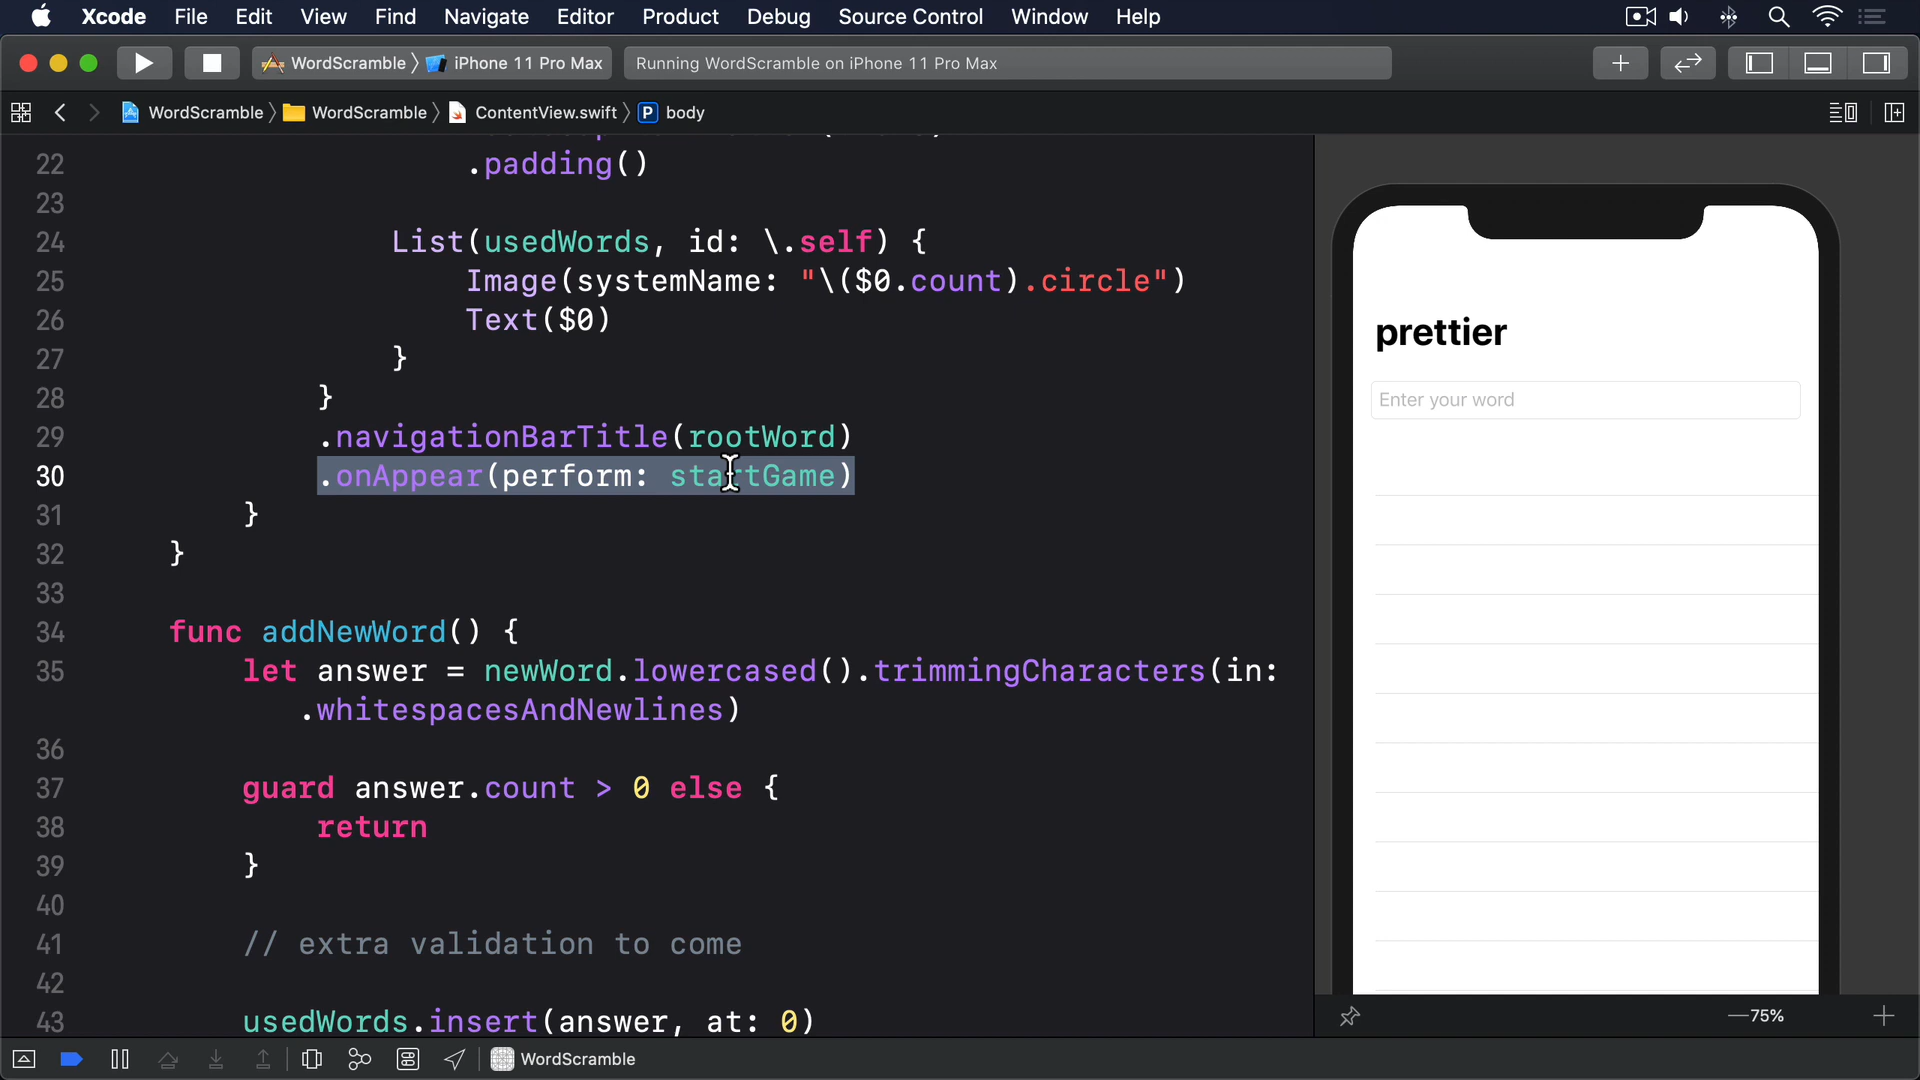 Xcode File Edit View Find Navigate Editor Product Debug Source Control Window Help
WordScramble 〉 iPhone 11 Pro Max Running WordScramble on iPhone 11 Pro Max
WordScramble 〉 WordScramble 〉 ContentView.swift 〉 P body
22 .padding()
23
24 List(usedWords, id: \.self) {
25 Image(systemName: "\($0.count).circle")
26 Text($0)
27 }
28 }
29 .navigationBarTitle(rootWord)
30 .onAppear(perform: startGame)
31 }
32 }
33
34 func addNewWord() {
35 let answer = newWord.lowercased().trimmingCharacters(in:
.whitespacesAndNewlines)
36
37 guard answer.count > 0 else {
38 return
39 }
40
41 // extra validation to come
42
43 usedWords.insert(answer, at: 0)
prettier
Enter your word
75%
WordScramble